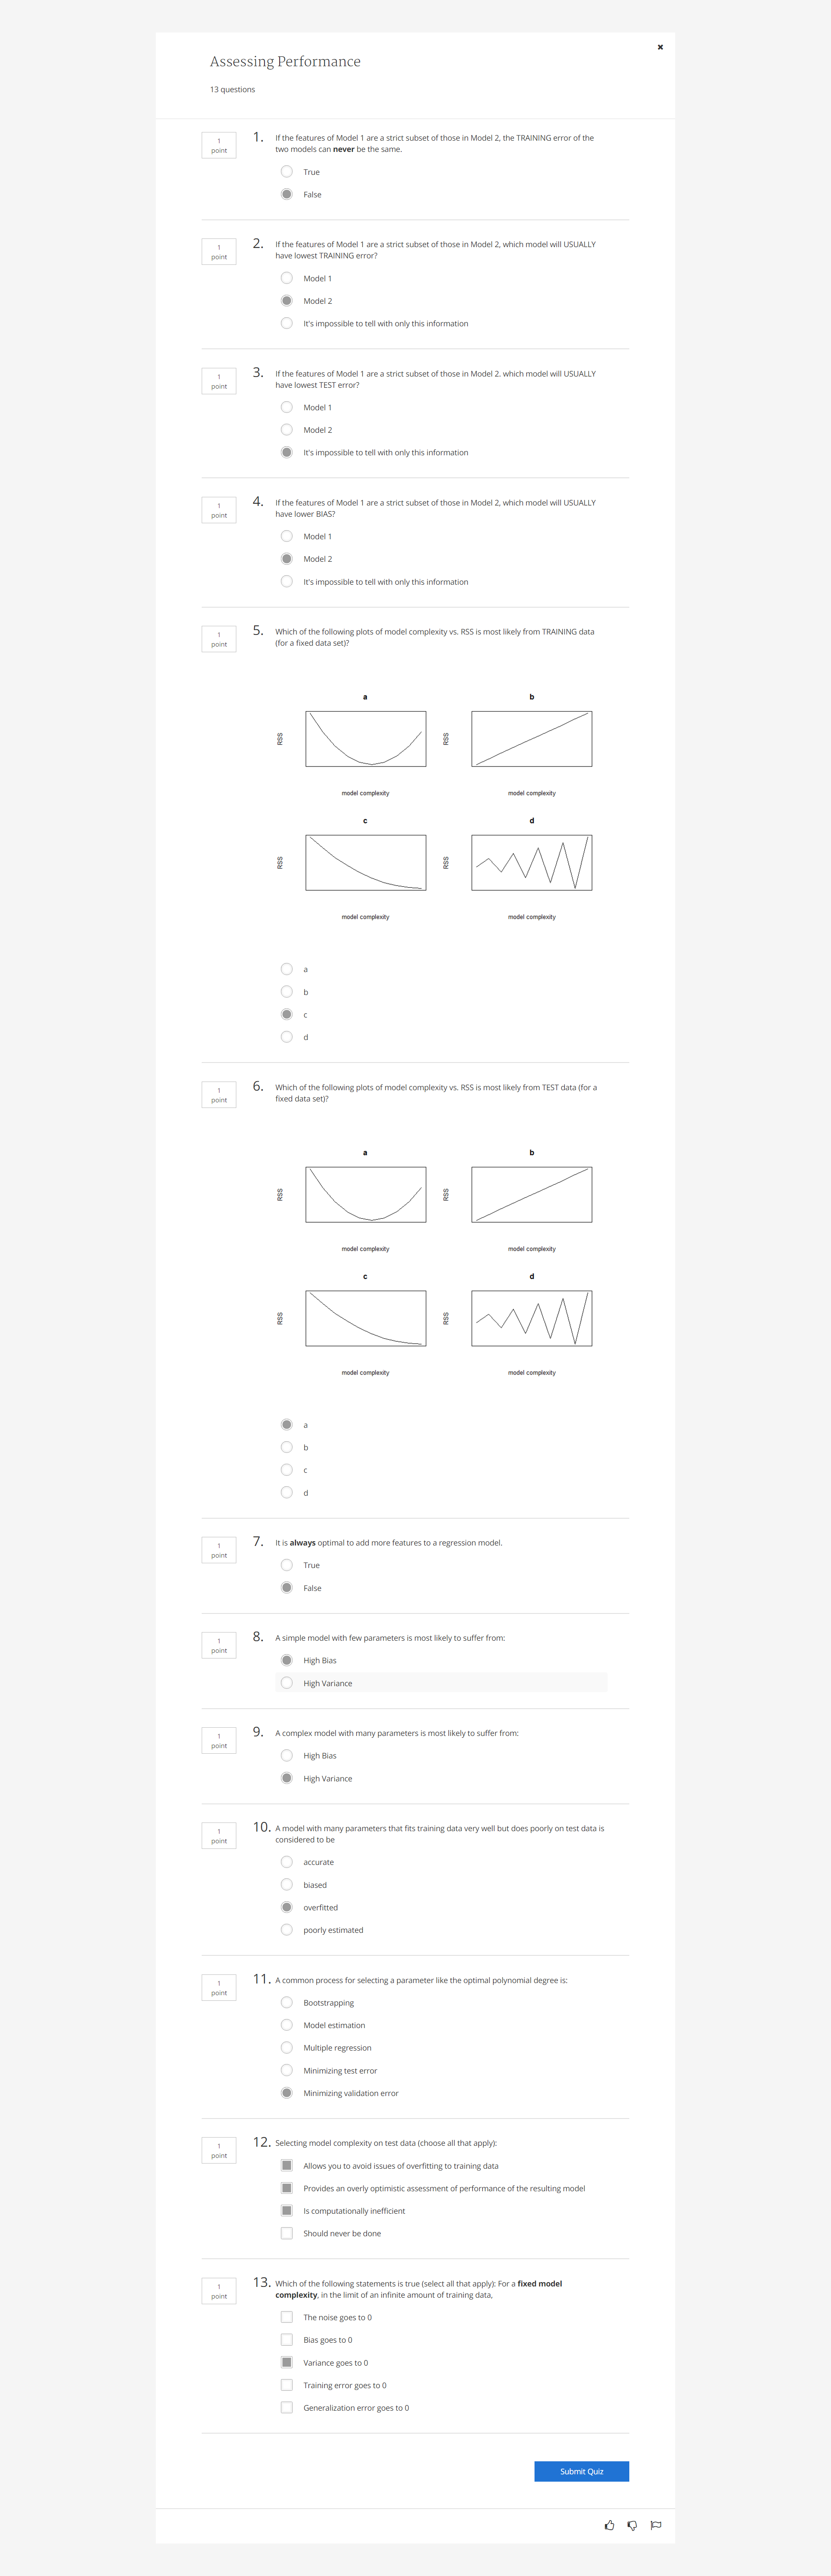 Assessing Performance
13 questions
1
point
1.
If the features of Model 1 are a strict subset of those in Model 2, the TRAINING error of the
two models can never be the same.
True
False
1
point
2.
If the features of Model 1 are a strict subset of those in Model 2, which model will USUALLY
have lowest TRAINING error?
Model 1
Model 2
It's impossible to tell with only this information
1
point
3.
If the features of Model 1 are a strict subset of those in Model 2. which model will USUALLY
have lowest TEST error?
Model 1
Model 2
It's impossible to tell with only this information
1
point
4.
If the features of Model 1 are a strict subset of those in Model 2, which model will USUALLY
have lower BIAS?
Model 1
Model 2
It's impossible to tell with only this information
1
point
5.
Which of the following plots of model complexity vs. RSS is most likely from TRAINING data
(for a fixed data set)?
a
b
RSS
RSS
model complexity
model complexity
c
d
RSS
RSS
model complexity
model complexity
a
b
c
d
1
point
6.
Which of the following plots of model complexity vs. RSS is most likely from TEST data (for a
fixed data set)?
a
b
RSS
RSS
model complexity
model complexity
c
d
RSS
RSS
model complexity
model complexity
a
b
c
d
1
point
7.
It is always optimal to add more features to a regression model.
True
False
1
point
8.
A simple model with few parameters is most likely to suffer from:
High Bias
High Variance
1
point
9.
A complex model with many parameters is most likely to suffer from:
High Bias
High Variance
1
point
10.
A model with many parameters that fits training data very well but does poorly on test data is
considered to be
accurate
biased
overfitted
poorly estimated
1
point
11.
A common process for selecting a parameter like the optimal polynomial degree is:
Bootstrapping
Model estimation
Multiple regression
Minimizing test error
Minimizing validation error
1
point
12.
Selecting model complexity on test data (choose all that apply):
Allows you to avoid issues of overfitting to training data
Provides an overly optimistic assessment of performance of the resulting model
Is computationally inefficient
Should never be done
1
point
13.
Which of the following statements is true (select all that apply): For a fixed model
complexity, in the limit of an infinite amount of training data,
The noise goes to 0
Bias goes to 0
Variance goes to 0
Training error goes to 0
Generalization error goes to 0
Submit Quiz